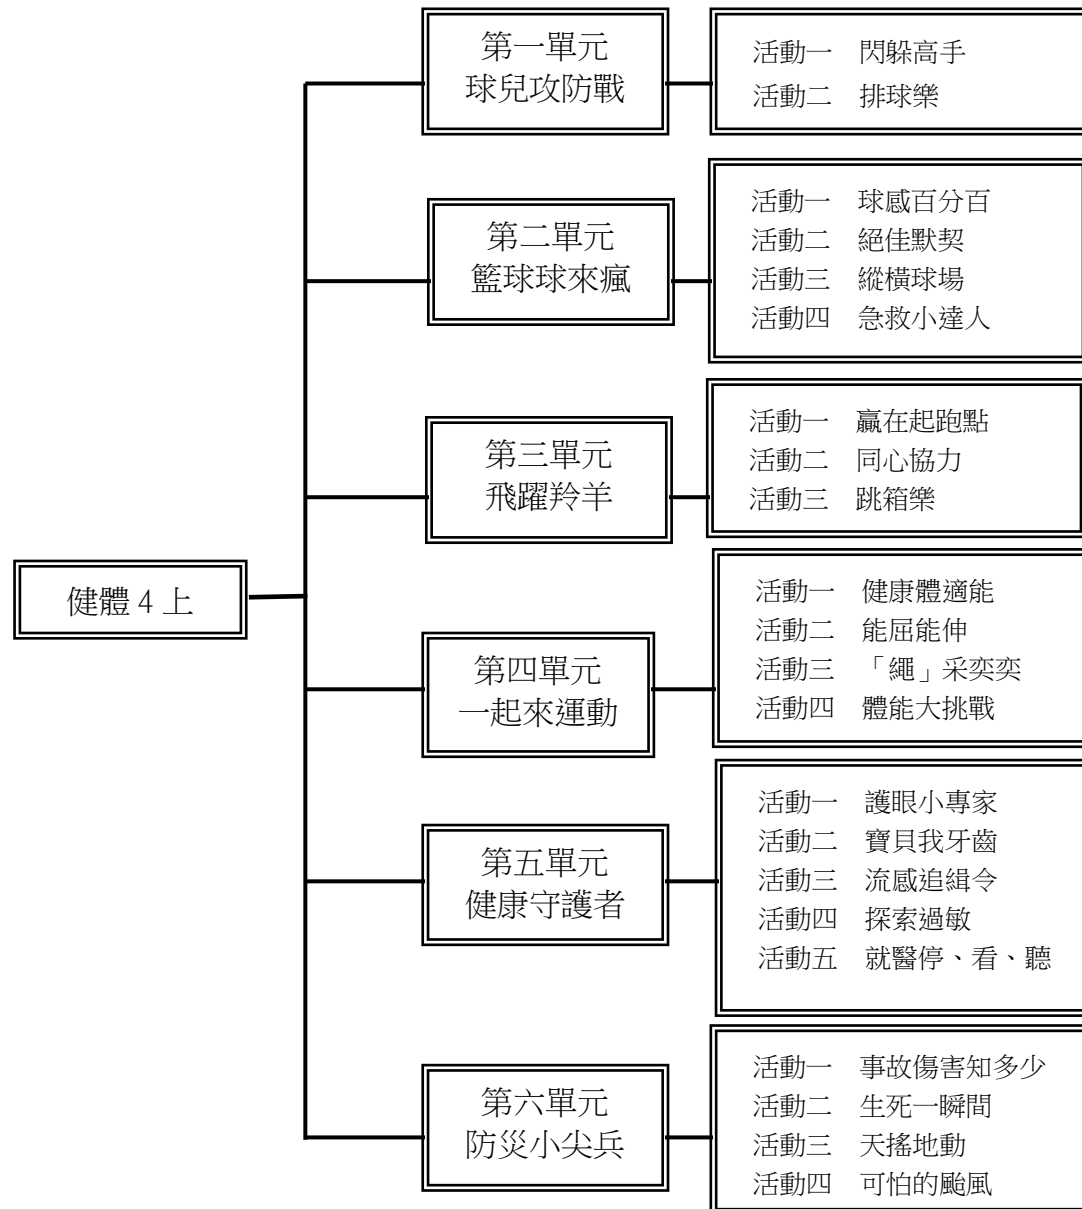 健體 4 上
第一單元
球兒攻防戰
活動一　閃躲高手
活動二　排球樂
第二單元
籃球球來瘋
活動一　球感百分百
活動二　絕佳默契
活動三　縱橫球場
活動四　急救小達人
第三單元
飛躍羚羊
活動一　贏在起跑點
活動二　同心協力
活動三　跳箱樂
第四單元
一起來運動
活動一　健康體適能
活動二　能屈能伸
活動三　「繩」采奕奕
活動四　體能大挑戰
第五單元
健康守護者
活動一　護眼小專家
活動二　寶貝我牙齒
活動三　流感追緝令
活動四　探索過敏
活動五　就醫停、看、聽
第六單元
防災小尖兵
活動一　事故傷害知多少
活動二　生死一瞬間
活動三　天搖地動
活動四　可怕的颱風